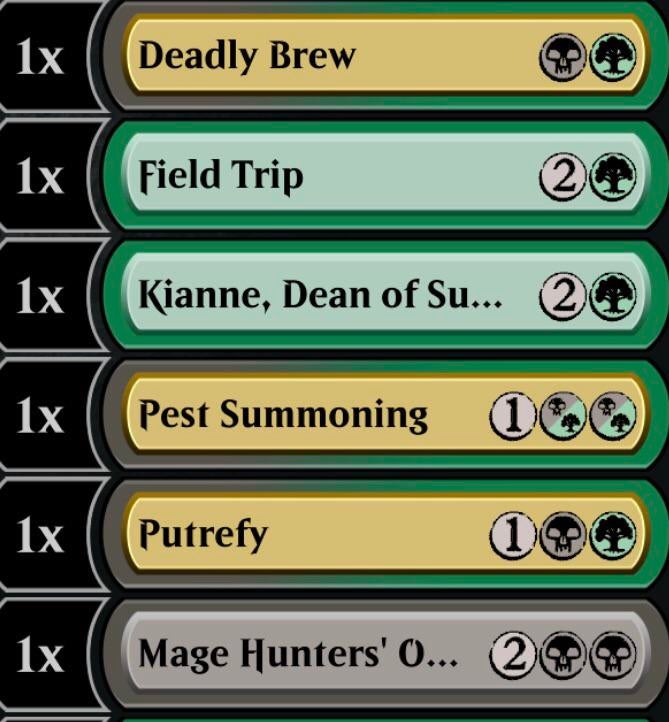 1x Deadly Brew
1x Field Trip 2
1x Kianne, Dean of Su... 2
1x Pest Summoning 1
1x Putrefy 1
1x Mage Hunters' O... 2